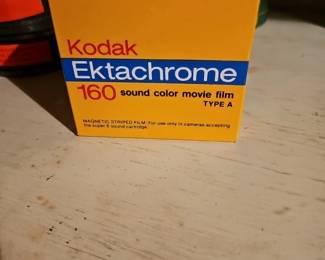 Kodak
Ektachrome
160 sound color movie film
TYPE A
MAGNETIC STRIPED FILM: For use only in cameras accepting
the super 8 sound cartridge.